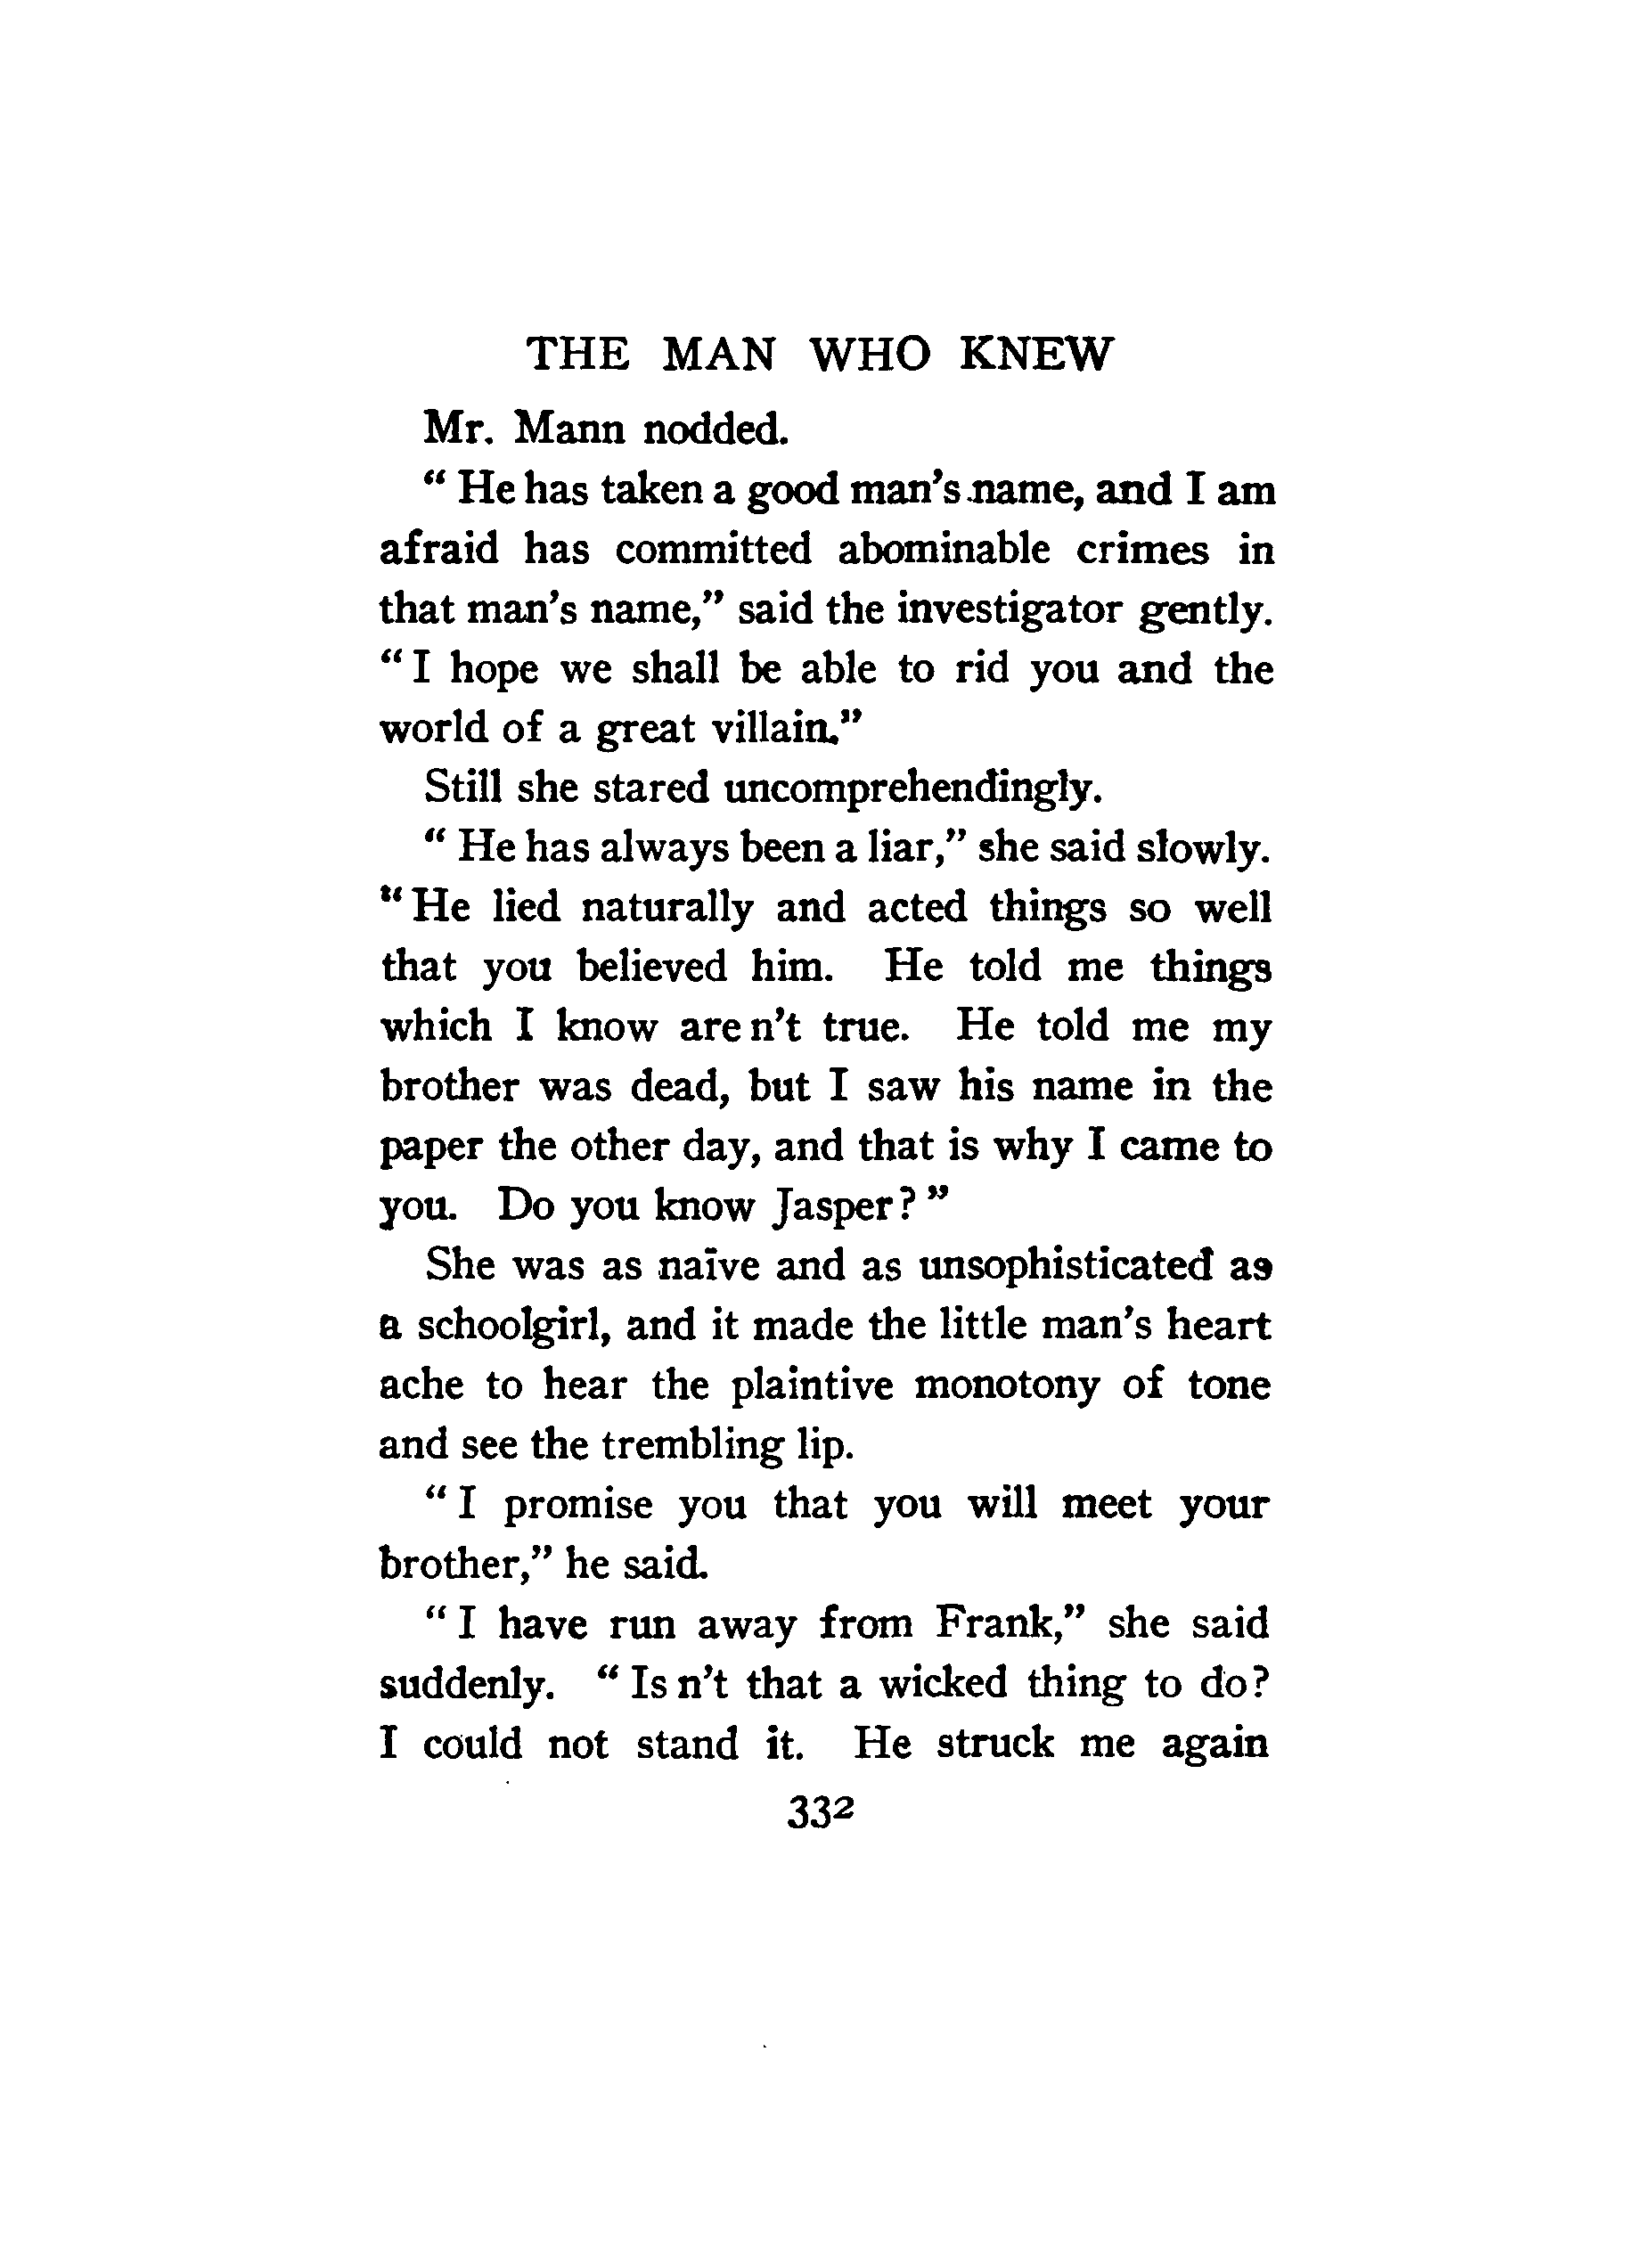 THE MAN WHO KNEW
Mr. Mann nodded.
“ He has taken a good man’s name, and I am
afraid has committed abominable crimes in
that man’s name,” said the investigator gently.
“ I hope we shall be able to rid you and the
world of a great villain.”
Still she stared uncomprehendingly.
“ He has always been a liar,” she said slowly.
“ He lied naturally and acted things so well
that you believed him. He told me things
which I know are n’t true. He told me my
brother was dead, but I saw his name in the
paper the other day, and that is why I came to
you. Do you know Jasper? ”
She was as naïve and as unsophisticated as
a schoolgirl, and it made the little man’s heart
ache to hear the plaintive monotony of tone
and see the trembling lip.
“ I promise you that you will meet your
brother,” he said.
“ I have run away from Frank,” she said
suddenly. “ Is n’t that a wicked thing to do?
I could not stand it. He struck me again
332